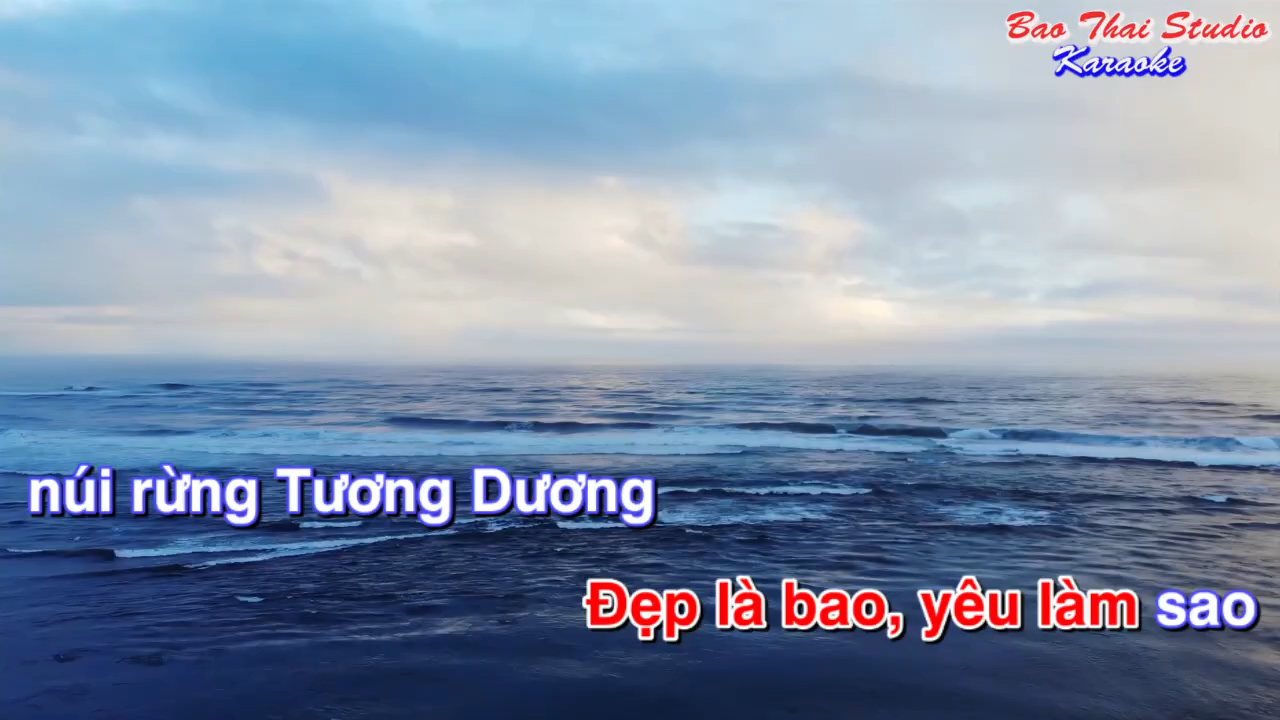 Bao Thai Studio
Karaoke
núi rừng Tương Dương
Đẹp là bao, yêu làm sao